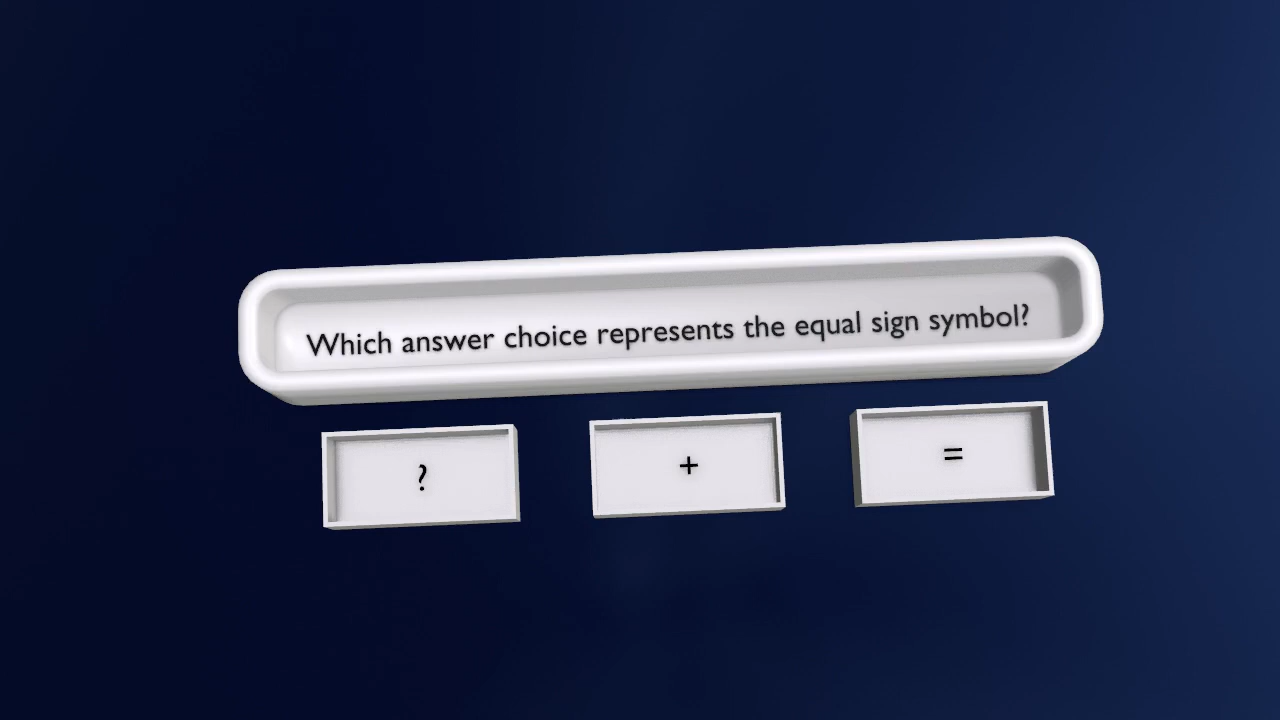 Which answer choice represents the equal sign symbol?
?
+
=